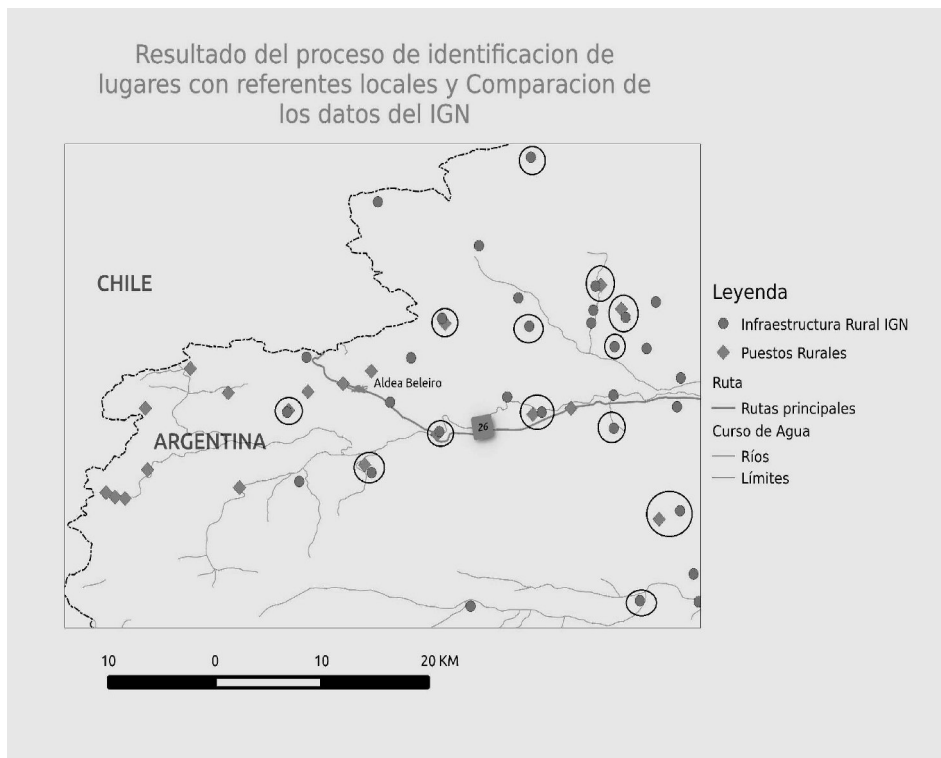 Resultado del proceso de identificacion de
lugares con referentes locales y Comparacion de
los datos del IGN
CHILE
Aldea Beleiro
ARGENTINA
26
Leyenda
Infraestructura Rural IGN
Puestos Rurales
Ruta
Rutas principales
Curso de Agua
Ríos
Límites
10 0 10 20 KM